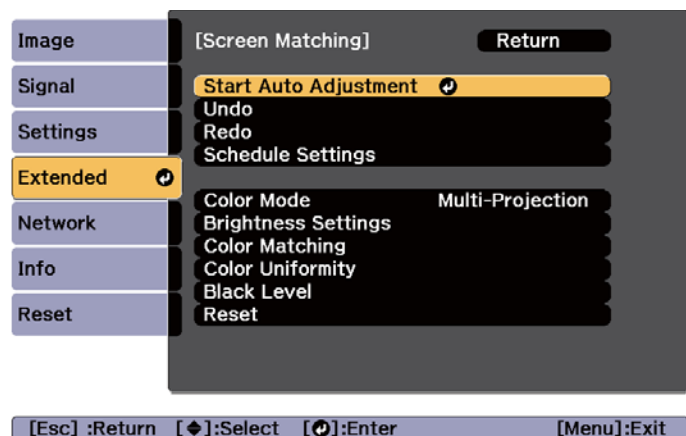 Image
Signal
Settings
Extended
Network
Info
Reset
[Screen Matching] Return
Start Auto Adjustment
Undo
Redo
Schedule Settings
Color Mode Multi-Projection
Brightness Settings
Color Matching
Color Uniformity
Black Level
Reset
[Esc] :Return [◆]:Select [↵]:Enter [Menu]:Exit